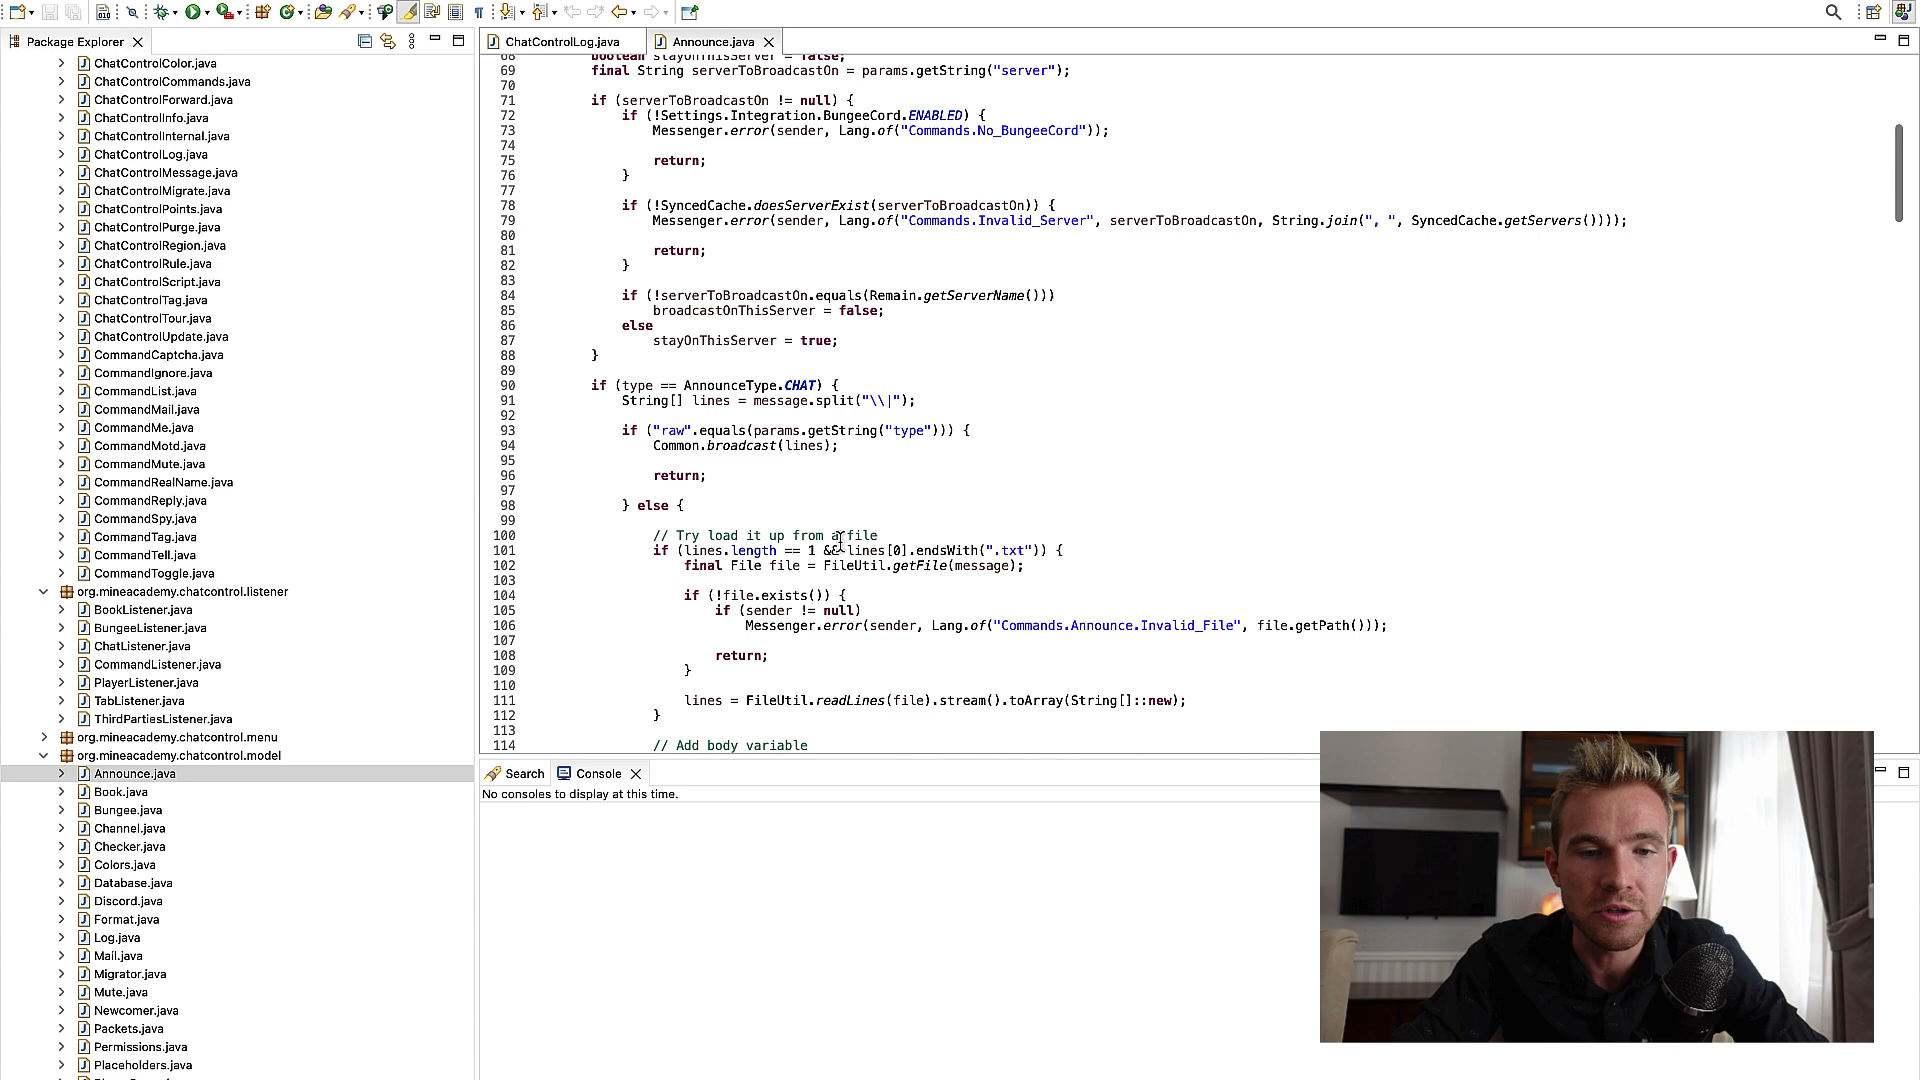 Package Explorer
ChatControlColor.java
ChatControlCommands.java
ChatControlForward.java
ChatControlInfo.java
ChatControlInternal.java
ChatControlLog.java
ChatControlMessage.java
ChatControlMigrate.java
ChatControlPoints.java
ChatControlPurge.java
ChatControlRegion.java
ChatControlRule.java
ChatControlScript.java
ChatControlTag.java
ChatControlTour.java
ChatControlUpdate.java
CommandCaptcha.java
CommandIgnore.java
CommandList.java
CommandMail.java
CommandMe.java
CommandMotd.java
CommandMute.java
CommandRealName.java
CommandReply.java
CommandSpy.java
CommandTag.java
CommandTell.java
CommandToggle.java
org.mineacademy.chatcontrol.listener
BookListener.java
BungeeListener.java
ChatListener.java
CommandListener.java
PlayerListener.java
TabListener.java
ThirdPartiesListener.java
org.mineacademy.chatcontrol.menu
org.mineacademy.chatcontrol.model
Announce.java
Book.java
Bungee.java
Channel.java
Checker.java
Colors.java
Database.java
Discord.java
Format.java
Log.java
Mail.java
Migrator.java
Mute.java
Newcomer.java
Packets.java
Permissions.java
Placeholders.java
ChatControlLog.java
Announce.java
68 boolean stayOnThisServer = false;
69 final String serverToBroadcastOn = params.getString("server");
70
71 if (serverToBroadcastOn != null) {
72 if (!Settings.Integration.BungeeCord.ENABLED) {
73 Messenger.error(sender, Lang.of("Commands.No_BungeeCord"));
74
75 return;
76 }
77
78 if (!SyncedCache.doesServerExist(serverToBroadcastOn)) {
79 Messenger.error(sender, Lang.of("Commands.Invalid_Server", serverToBroadcastOn, String.join(", ", SyncedCache.getServers())));
80
81 return;
82 }
83
84 if (!serverToBroadcastOn.equals(Remain.getServerName()))
85 broadcastOnThisServer = false;
86 else
87 stayOnThisServer = true;
88 }
89
90 if (type == AnnounceType.CHAT) {
91 String[] lines = message.split("\\|");
92
93 if ("raw".equals(params.getString("type"))) {
94 Common.broadcast(lines);
95
96 return;
97
98 } else {
99
100 // Try load it up from a file
101 if (lines.length == 1 && lines[0].endsWith(".txt")) {
102 final File file = FileUtil.getFile(message);
103
104 if (!file.exists()) {
105 if (sender != null)
106 Messenger.error(sender, Lang.of("Commands.Announce.Invalid_File", file.getPath()));
107
108 return;
109 }
110
111 lines = FileUtil.readLines(file).stream().toArray(String[]::new);
112 }
113
114 // Add body variable
Search
Console
No consoles to display at this time.